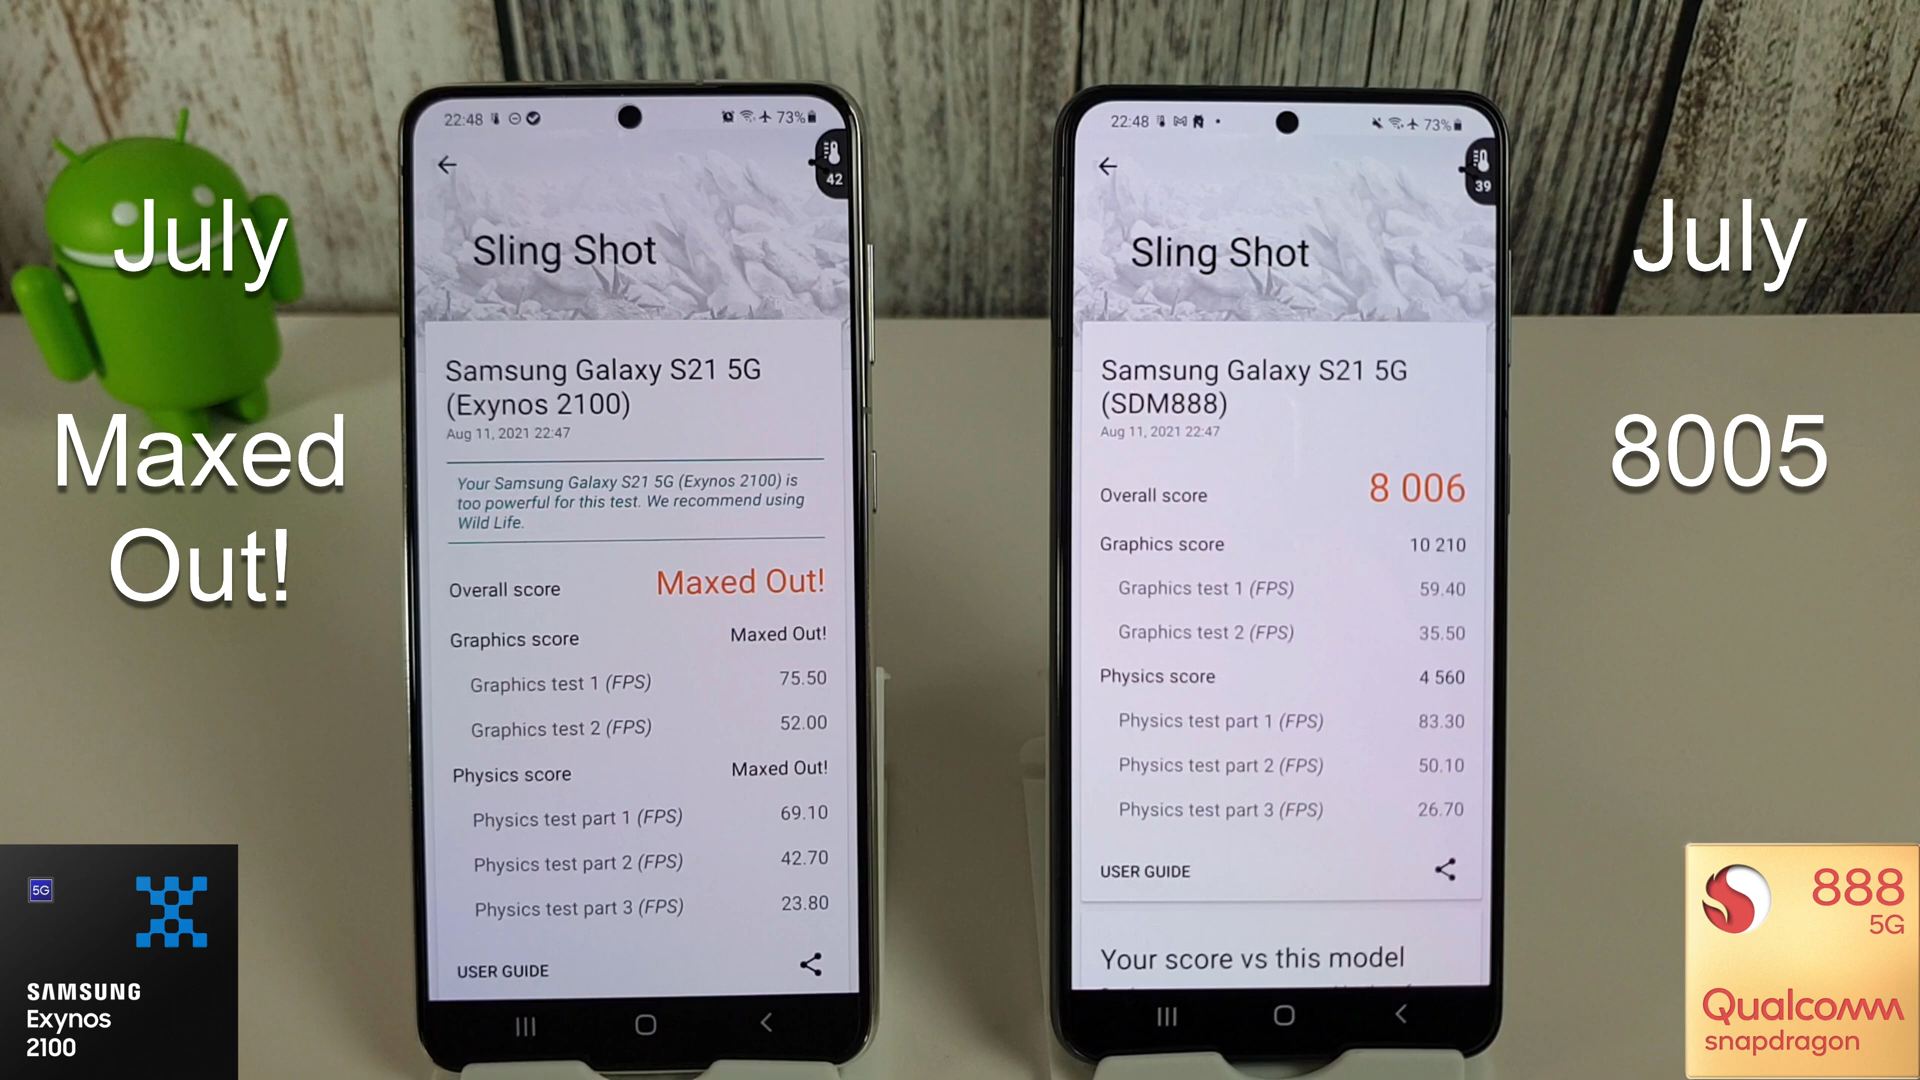 July
Maxed
Out!
22:48
73%
42
Sling Shot
Samsung Galaxy S21 5G
(Exynos 2100)
Aug 11, 2021 22:47
Your Samsung Galaxy S21 5G (Exynos 2100) is
too powerful for this test. We recommend using
Wild Life.
Overall score Maxed Out!
Graphics score Maxed Out!
Graphics test 1 (FPS) 75.50
Graphics test 2 (FPS) 52.00
Physics score Maxed Out!
Physics test part 1 (FPS) 69.10
Physics test part 2 (FPS) 42.70
Physics test part 3 (FPS) 23.80
USER GUIDE
22:48
73%
39
Sling Shot
Samsung Galaxy S21 5G
(SDM888)
Aug 11, 2021 22:47
Overall score 8 006
Graphics score 10 210
Graphics test 1 (FPS) 59.40
Graphics test 2 (FPS) 35.50
Physics score 4 560
Physics test part 1 (FPS) 83.30
Physics test part 2 (FPS) 50.10
Physics test part 3 (FPS) 26.70
USER GUIDE
Your score vs this model
July
8005
5G
SAMSUNG
Exynos
2100
888
5G
Qualcomm
snapdragon